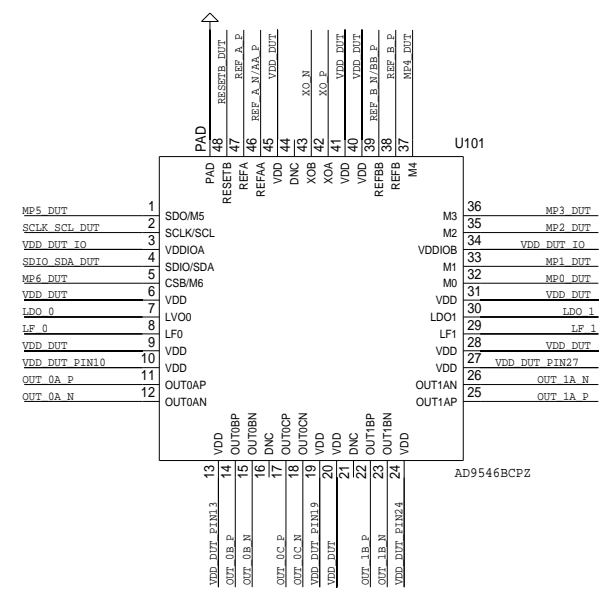 RESETB_DUT
REF_A_P
REF_A_N/AA_P
VDD_DUT
XO_N
XO_P
VDD_DUT
VDD_DUT
REF_B_N/BB_P
REF_B_P
MP4_DUT
PAD 48 47 46 45 44 43 42 41 40 39 38 37
U101
PAD RESETB REFA REFAA VDD DNC XOB XOA VDD VDD REFBB REFB M4
MP5_DUT 1 SDO/M5 M3 36 MP3_DUT
SCLK_SCL_DUT 2 SCLK/SCL M2 35 MP2_DUT
VDD_DUT_IO 3 VDDIOA VDDIOB 34 VDD_DUT_IO
SDIO_SDA_DUT 4 SDIO/SDA M1 33 MP1_DUT
MP6_DUT 5 CSB/M6 M0 32 MP0_DUT
VDD_DUT 6 VDD VDD 31 VDD_DUT
LDO_0 7 LVO0 LDO1 30 LDO_1
LF_0 8 LF0 LF1 29 LF_1
VDD_DUT 9 VDD VDD 28 VDD_DUT
VDD_DUT_PIN10 10 VDD VDD 27 VDD_DUT_PIN27
OUT_0A_P 11 OUT0AP OUT1AN 26 OUT_1A_N
OUT_0A_N 12 OUT0AN OUT1AP 25 OUT_1A_P
VDD OUT0BP OUT0BN DNC OUT0CP OUT0CN VDD VDD DNC OUT1BP OUT1BN VDD
13 14 15 16 17 18 19 20 21 22 23 24
AD9546BCPZ
VDD_DUT_PIN13
OUT_0B_P
OUT_0B_N
OUT_0C_P
OUT_0C_N
VDD_DUT_PIN19
VDD_DUT
OUT_1B_P
OUT_1B_N
VDD_DUT_PIN24